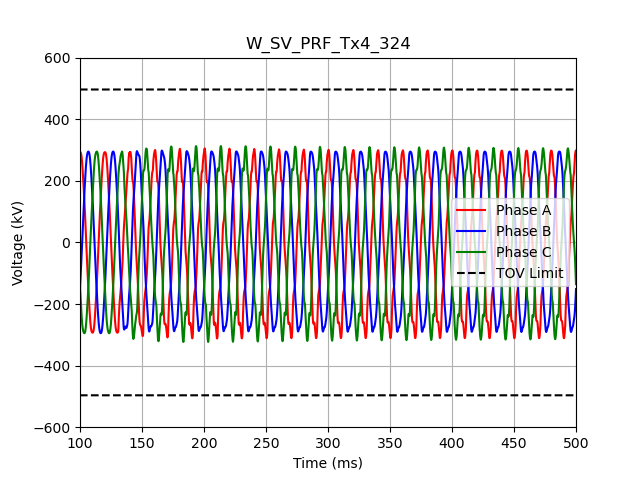 W_SV_PRF_Tx4_324
600
400
200
0
−200
−400
−600
Voltage (kV)
Phase A
Phase B
Phase C
TOV Limit
100 150 200 250 300 350 400 450 500
Time (ms)